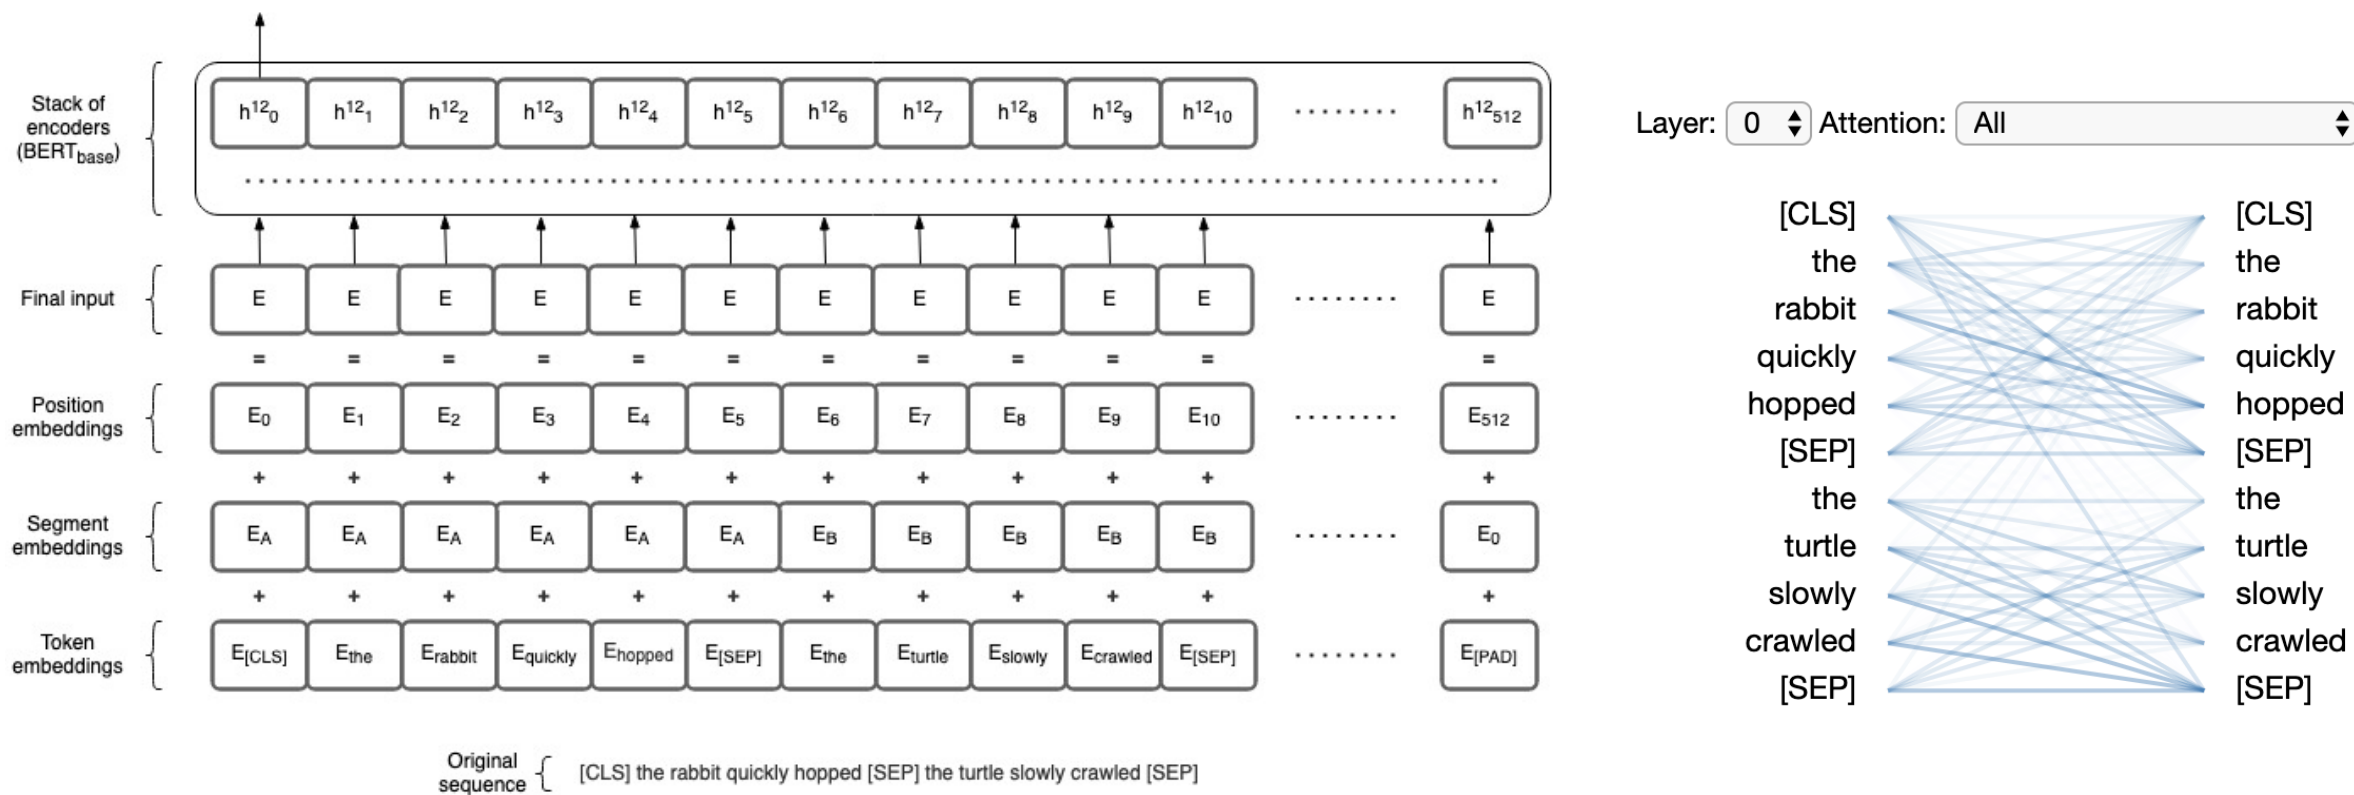 Stack of
encoders
(BERTbase)
h¹²0 h¹²1 h¹²2 h¹²3 h¹²4 h¹²5 h¹²6 h¹²7 h¹²8 h¹²9 h¹²10 ········ h¹²512
Final input
E E E E E E E E E E E ········ E
= = = = = = = = = = = =
Position
embeddings
E0 E1 E2 E3 E4 E5 E6 E7 E8 E9 E10 ········ E512
+ + + + + + + + + + + +
Segment
embeddings
EA EA EA EA EA EA EB EB EB EB EB ········ E0
+ + + + + + + + + + + +
Token
embeddings
E[CLS] Ethe Erabbit Equickly Ehopped E[SEP] Ethe Eturtle Eslowly Ecrawled E[SEP] ········ E[PAD]
Original
sequence
[CLS] the rabbit quickly hopped [SEP] the turtle slowly crawled [SEP]
Layer: 0 Attention: All
[CLS] [CLS]
the the
rabbit rabbit
quickly quickly
hopped hopped
[SEP] [SEP]
the the
turtle turtle
slowly slowly
crawled crawled
[SEP] [SEP]